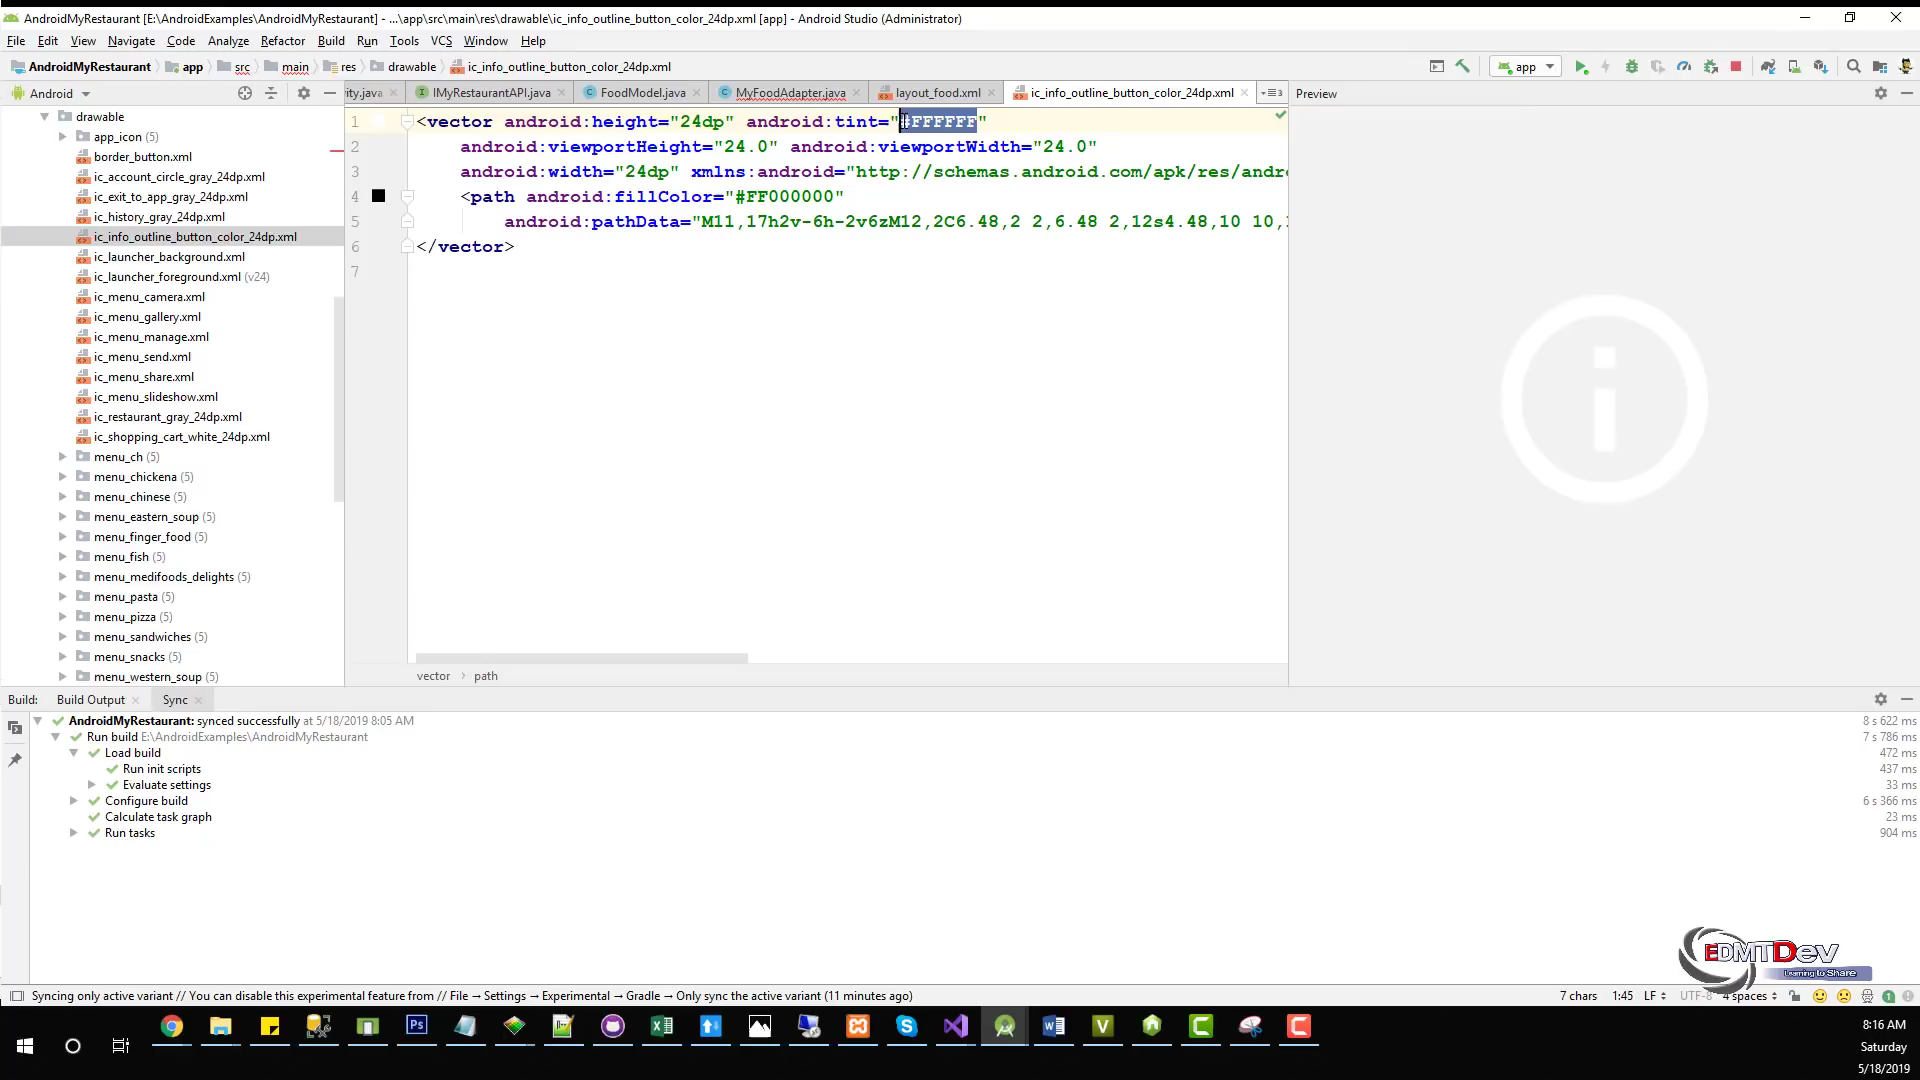 AndroidMyRestaurant [E:\AndroidExamples\AndroidMyRestaurant] - ...\app\src\main\res\drawable\ic_info_outline_button_color_24dp.xml [app] - Android Studio (Administrator)
File Edit View Navigate Code Analyze Refactor Build Run Tools VCS Window Help
AndroidMyRestaurant app src main res drawable ic_info_outline_button_color_24dp.xml app
Android ity.java IMyRestaurantAPI.java FoodModel.java MyFoodAdapter.java layout_food.xml ic_info_outline_button_color_24dp.xml Preview
drawable
app_icon (5)
border_button.xml
ic_account_circle_gray_24dp.xml
ic_exit_to_app_gray_24dp.xml
ic_history_gray_24dp.xml
ic_info_outline_button_color_24dp.xml
ic_launcher_background.xml
ic_launcher_foreground.xml (v24)
ic_menu_camera.xml
ic_menu_gallery.xml
ic_menu_manage.xml
ic_menu_send.xml
ic_menu_share.xml
ic_menu_slideshow.xml
ic_restaurant_gray_24dp.xml
ic_shopping_cart_white_24dp.xml
menu_ch (5)
menu_chickena (5)
menu_chinese (5)
menu_eastern_soup (5)
menu_finger_food (5)
menu_fish (5)
menu_medifoods_delights (5)
menu_pasta (5)
menu_pizza (5)
menu_sandwiches (5)
menu_snacks (5)
menu_western_soup (5)
1 <vector android:height="24dp" android:tint="#FFFFFF"
2 android:viewportHeight="24.0" android:viewportWidth="24.0"
3 android:width="24dp" xmlns:android="http://schemas.android.com/apk/res/andro
4 <path android:fillColor="#FF000000"
5 android:pathData="M11,17h2v-6h-2v6zM12,2C6.48,2 2,6.48 2,12s4.48,10 10,
6 </vector>
7
vector path
Build: Build Output Sync
AndroidMyRestaurant: synced successfully at 5/18/2019 8:05 AM 8 s 622 ms
Run build E:\AndroidExamples\AndroidMyRestaurant 7 s 786 ms
Load build 472 ms
Run init scripts 437 ms
Evaluate settings 33 ms
Configure build 6 s 366 ms
Calculate task graph 23 ms
Run tasks 904 ms
EDMTDev
Learning to Share
Syncing only active variant // You can disable this experimental feature from // File → Settings → Experimental → Gradle → Only sync the active variant (11 minutes ago) 7 chars 1:45 LF UTF-8 4 spaces 1
8:16 AM
Saturday
5/18/2019